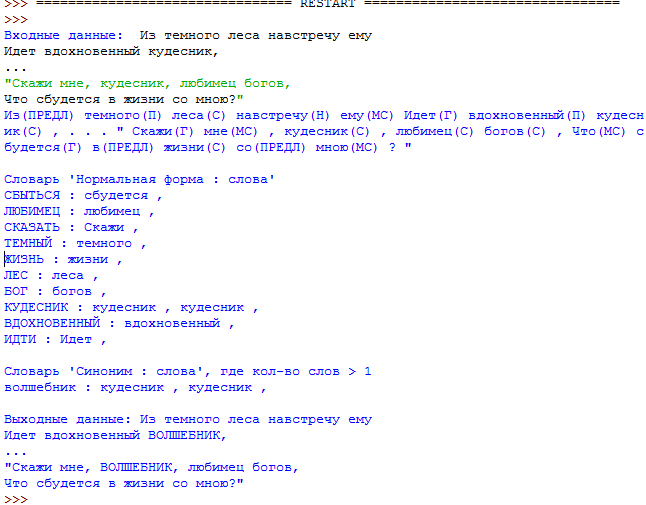 >>> ================================ RESTART ================================
>>>
Входные данные:  Из темного леса навстречу ему
Идет вдохновенный кудесник,
...
"Скажи мне, кудесник, любимец богов,
Что сбудется в жизни со мною?"
Из(ПРЕДЛ) темного(П) леса(С) навстречу(Н) ему(МС) Идет(Г) вдохновенный(П) кудесн
ик(С) , . . . " Скажи(Г) мне(МС) , кудесник(С) , любимец(С) богов(С) , Что(МС) с
будется(Г) в(ПРЕДЛ) жизни(С) со(ПРЕДЛ) мною(МС) ? "
Словарь 'Нормальная форма : слова'
СБЫТЬСЯ : сбудется ,
ЛЮБИМЕЦ : любимец ,
СКАЗАТЬ : Скажи ,
ТЕМНЫЙ : темного ,
ЖИЗНЬ : жизни ,
ЛЕС : леса ,
БОГ : богов ,
КУДЕСНИК : кудесник , кудесник ,
ВДОХНОВЕННЫЙ : вдохновенный ,
ИДТИ : Идет ,
Словарь 'Синоним : слова', где кол-во слов > 1
волшебник : кудесник , кудесник ,
Выходные данные: Из темного леса навстречу ему
Идет вдохновенный ВОЛШЕБНИК,
...
"Скажи мне, ВОЛШЕБНИК, любимец богов,
Что сбудется в жизни со мною?"
>>>